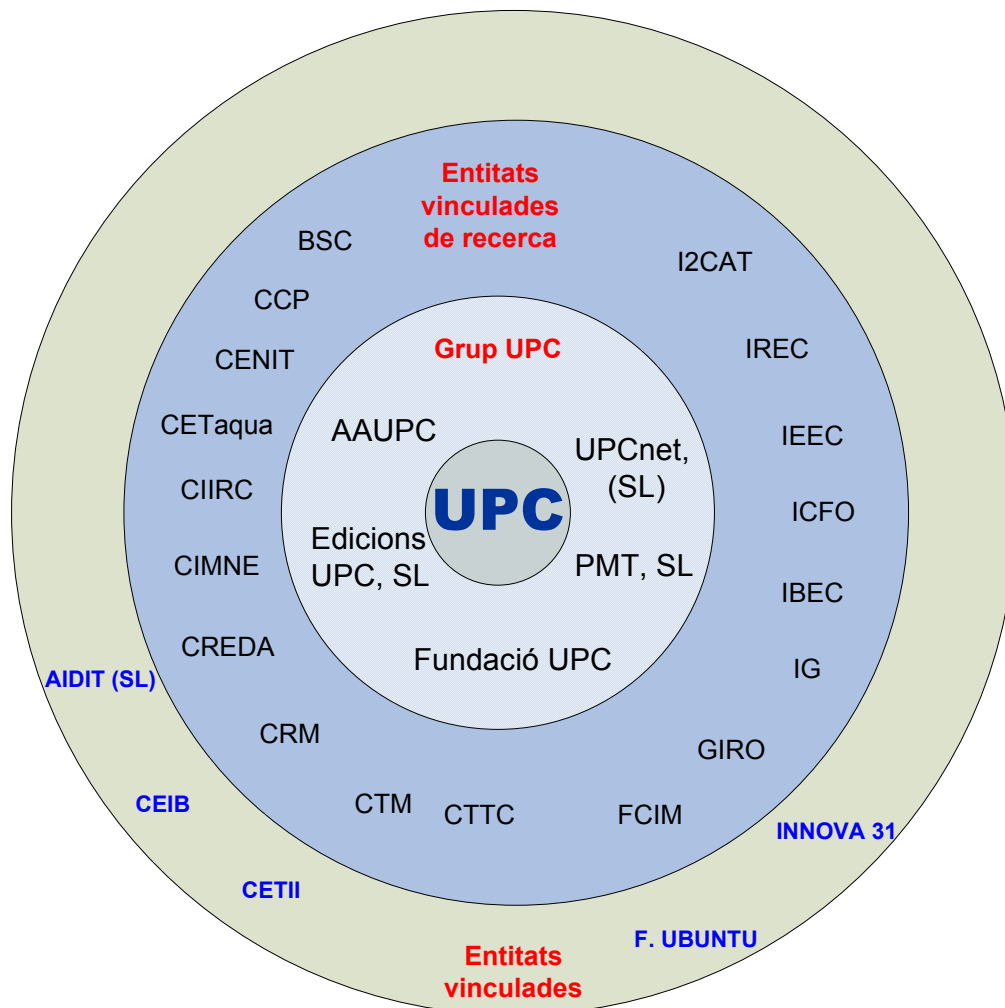 Entitats
vinculades
de recerca
BSC
I2CAT
CCP
IREC
CENIT
CETaqua
IEEC
CIIRC
ICFO
CIMNE
IBEC
CREDA
IG
CRM
GIRO
CTM
CTTC
FCIM
Grup UPC
AAUPC
UPCnet,
(SL)
UPC
Edicions
UPC, SL
PMT, SL
Fundació UPC
AIDIT (SL)
CEIB
INNOVA 31
CETII
F. UBUNTU
Entitats
vinculades